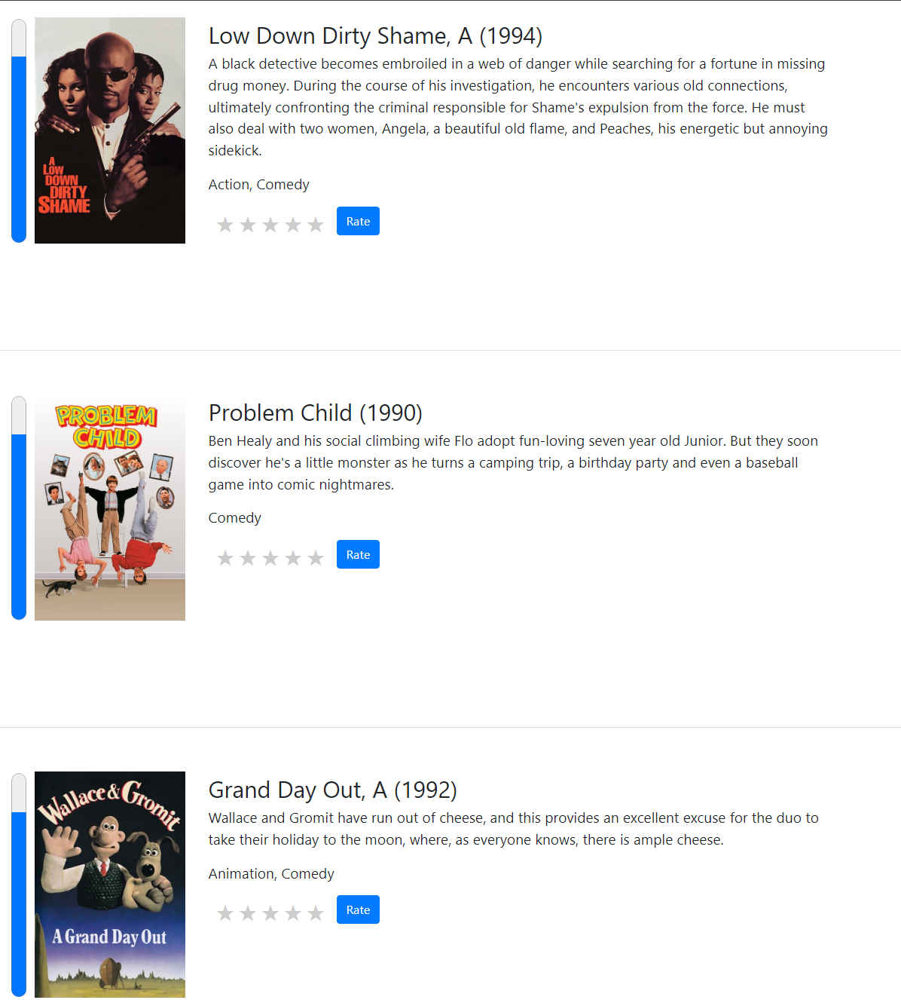 Low Down Dirty Shame, A (1994)
A black detective becomes embroiled in a web of danger while searching for a fortune in missing
drug money. During the course of his investigation, he encounters various old connections,
ultimately confronting the criminal responsible for Shame's expulsion from the force. He must
also deal with two women, Angela, a beautiful old flame, and Peaches, his energetic but annoying
sidekick.
A
LOW
DOWN
DIRTY
SHAME
Action, Comedy
Rate
Problem Child (1990)
PROBLEM
CHILD
Ben Healy and his social climbing wife Flo adopt fun-loving seven year old Junior. But they soon
discover he's a little monster as he turns a camping trip, a birthday party and even a baseball
game into comic nightmares.
Comedy
Rate
Grand Day Out, A (1992)
Wallace & Gromit
Wallace and Gromit have run out of cheese, and this provides an excellent excuse for the duo to
take their holiday to the moon, where, as everyone knows, there is ample cheese.
Animation, Comedy
Rate
A Grand Day Out